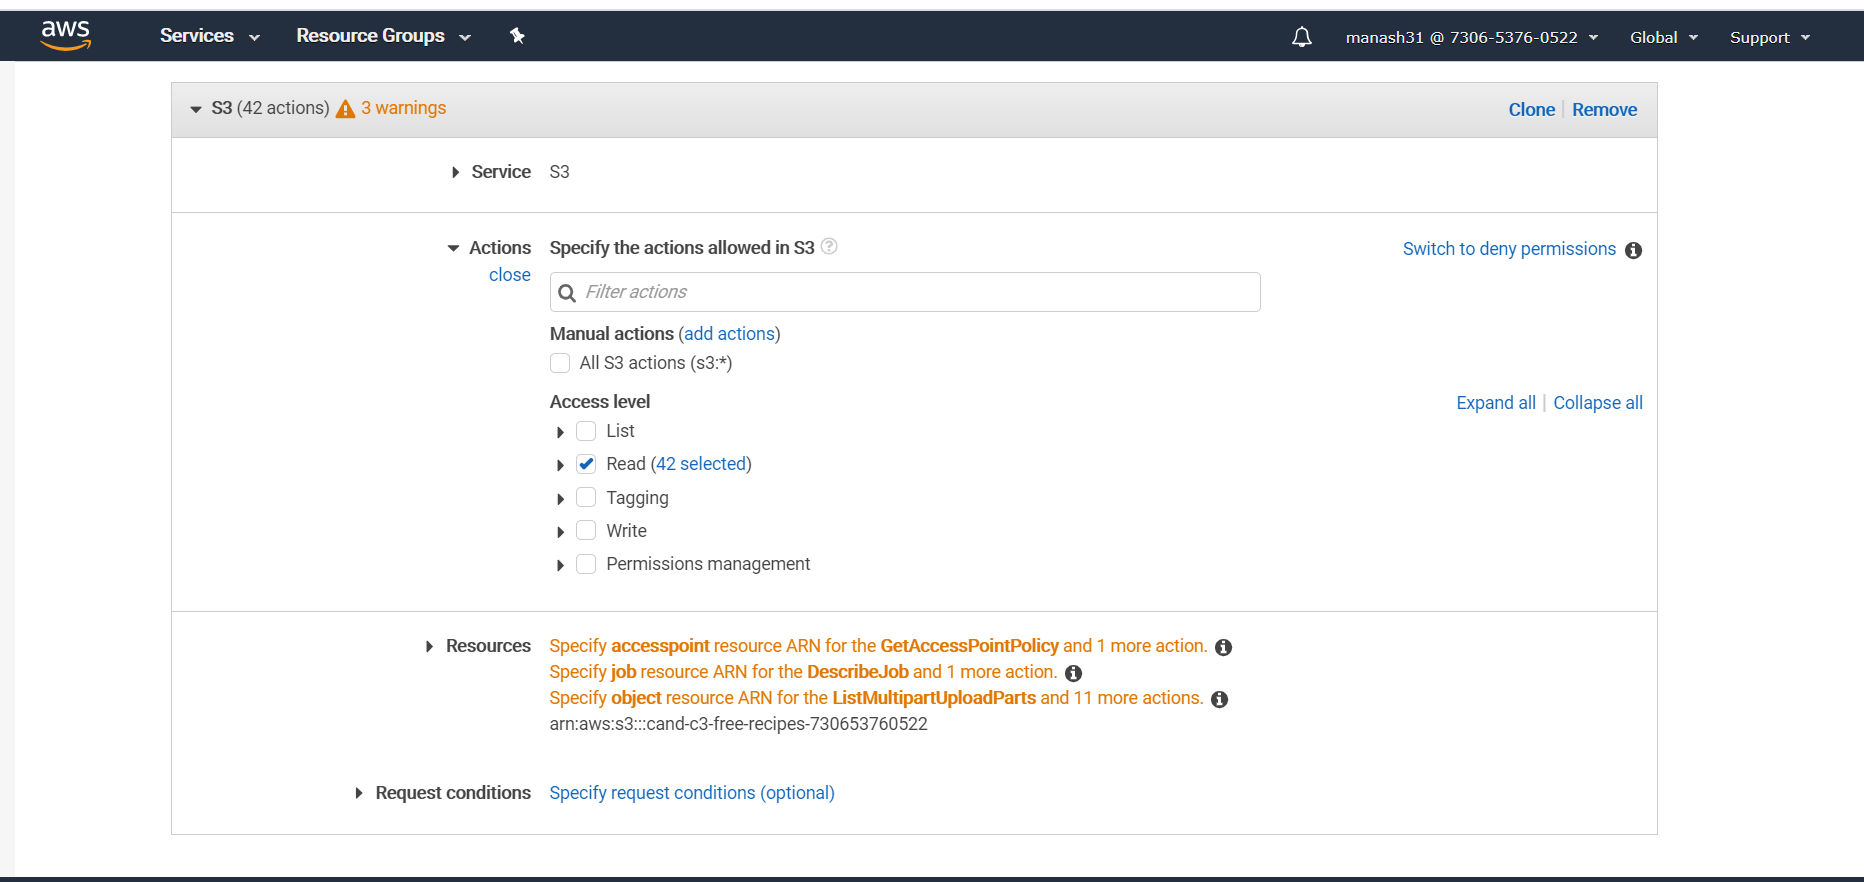 aws Services Resource Groups manash31 @ 7306-5376-0522 Global Support
S3 (42 actions) 3 warnings Clone Remove
Service S3
Actions Specify the actions allowed in S3 ? Switch to deny permissions i
close
Filter actions
Manual actions (add actions)
All S3 actions (s3:*)
Access level Expand all | Collapse all
List
Read (42 selected)
Tagging
Write
Permissions management
Resources Specify accesspoint resource ARN for the GetAccessPointPolicy and 1 more action. i
Specify job resource ARN for the DescribeJob and 1 more action. i
Specify object resource ARN for the ListMultipartUploadParts and 11 more actions. i
arn:aws:s3:::cand-c3-free-recipes-730653760522
Request conditions Specify request conditions (optional)